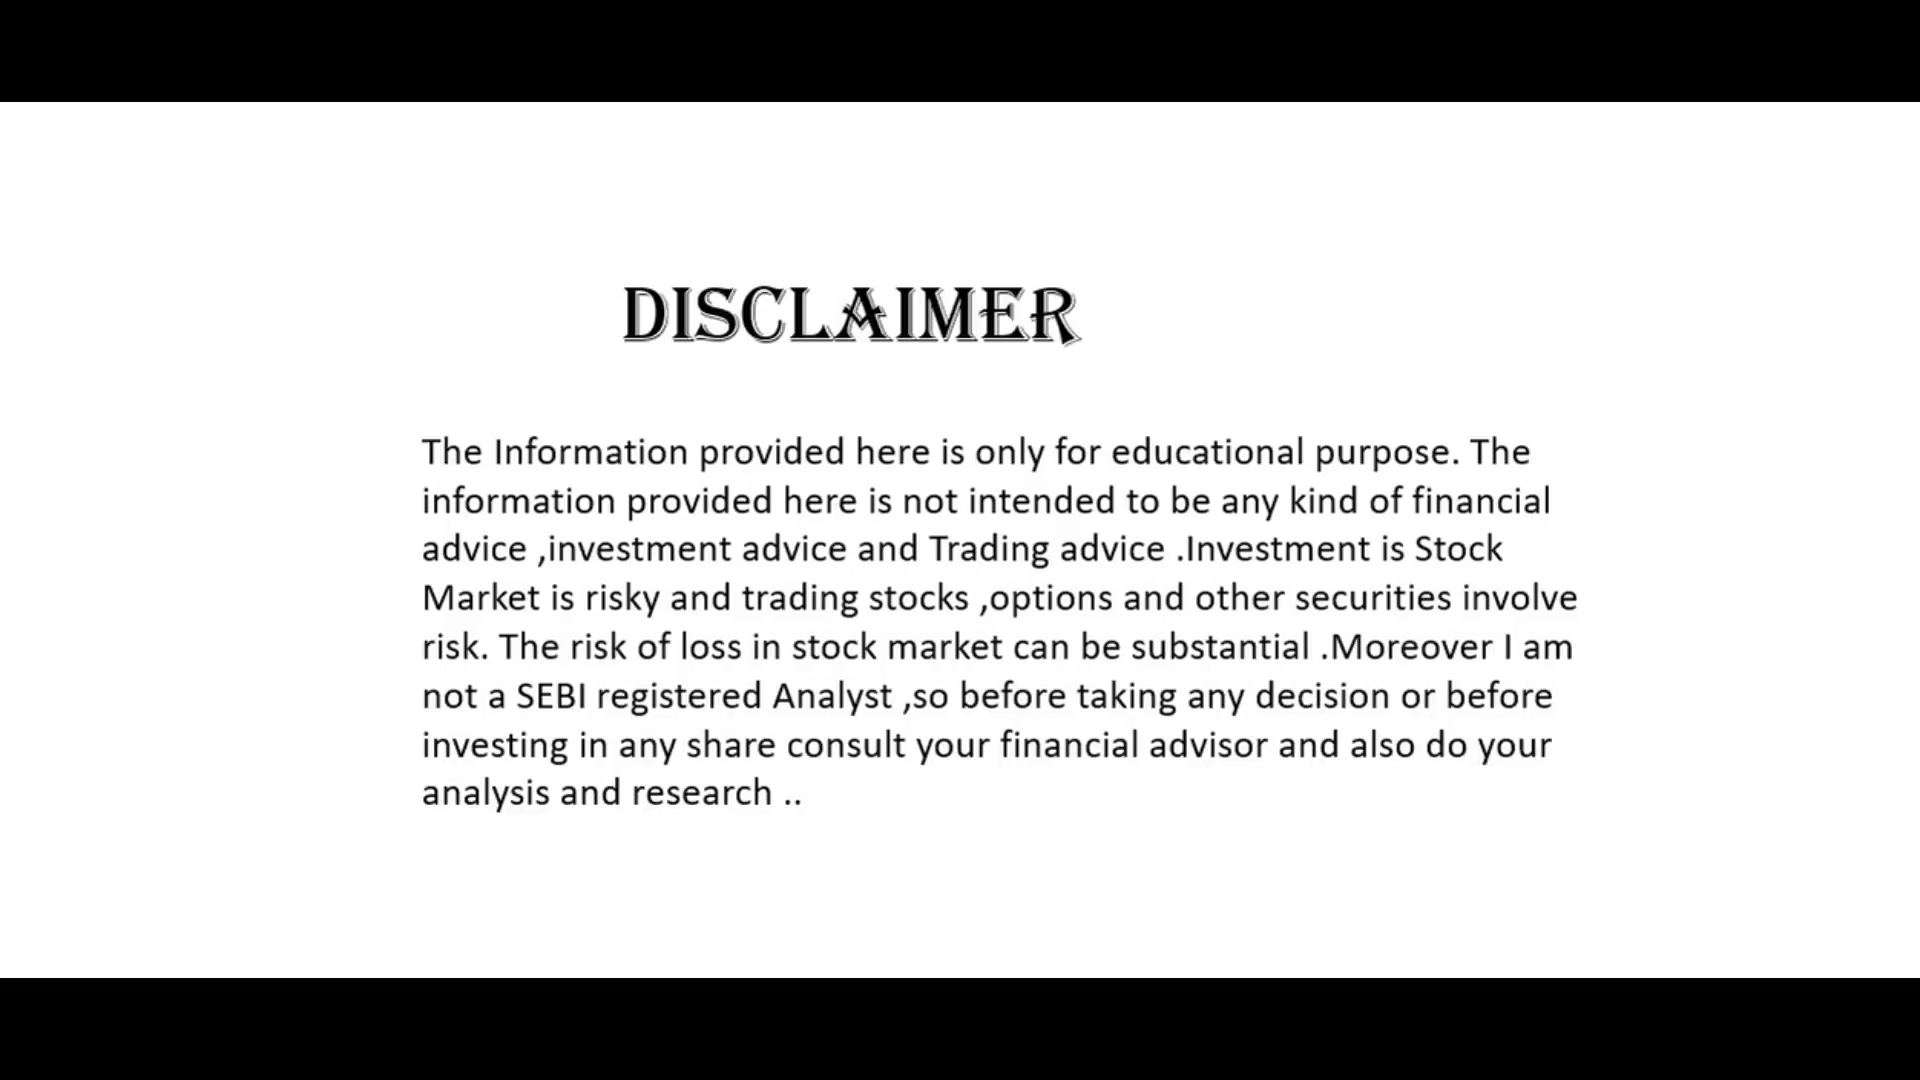 DISCLAIMER
The Information provided here is only for educational purpose. The
information provided here is not intended to be any kind of financial
advice ,investment advice and Trading advice .Investment is Stock
Market is risky and trading stocks ,options and other securities involve
risk. The risk of loss in stock market can be substantial .Moreover I am
not a SEBI registered Analyst ,so before taking any decision or before
investing in any share consult your financial advisor and also do your
analysis and research ..